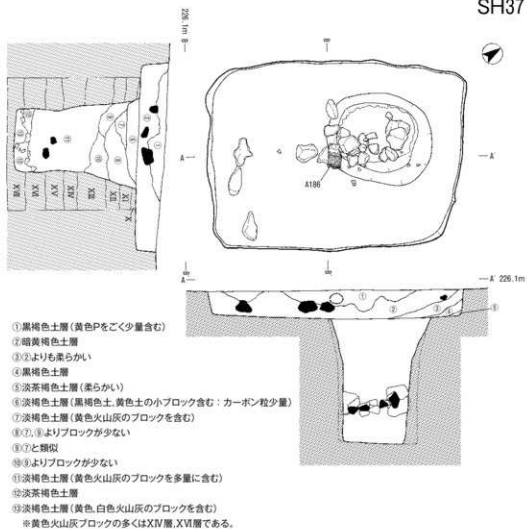 SH37
226.1m
B
B'
A
A'
A186
A
A' 226.1m
① ② ③ ④ ⑤
XVII XVI XV XIV XIII XII XI X
①黒褐色土層(黄色Pをごく少量含む)
②暗黄褐色土層
③②よりも柔らかい
④黒褐色土層
⑤淡茶褐色土層(柔らかい)
⑥淡褐色土層(黒褐色土、黄色土の小ブロック含む:カーボン粒少量)
⑦淡褐色土層(黄色火山灰のブロックを含む)
⑧⑦,⑨よりブロックが少ない
⑨⑦と類似
⑩⑨よりブロックが少ない
⑪淡褐色土層(黄色火山灰のブロックを多量に含む)
⑫淡茶褐色土層
⑬淡褐色土層(黄色,白色火山灰のブロックを含む)
※黄色火山灰ブロックの多くはXIV層,XVI層である。